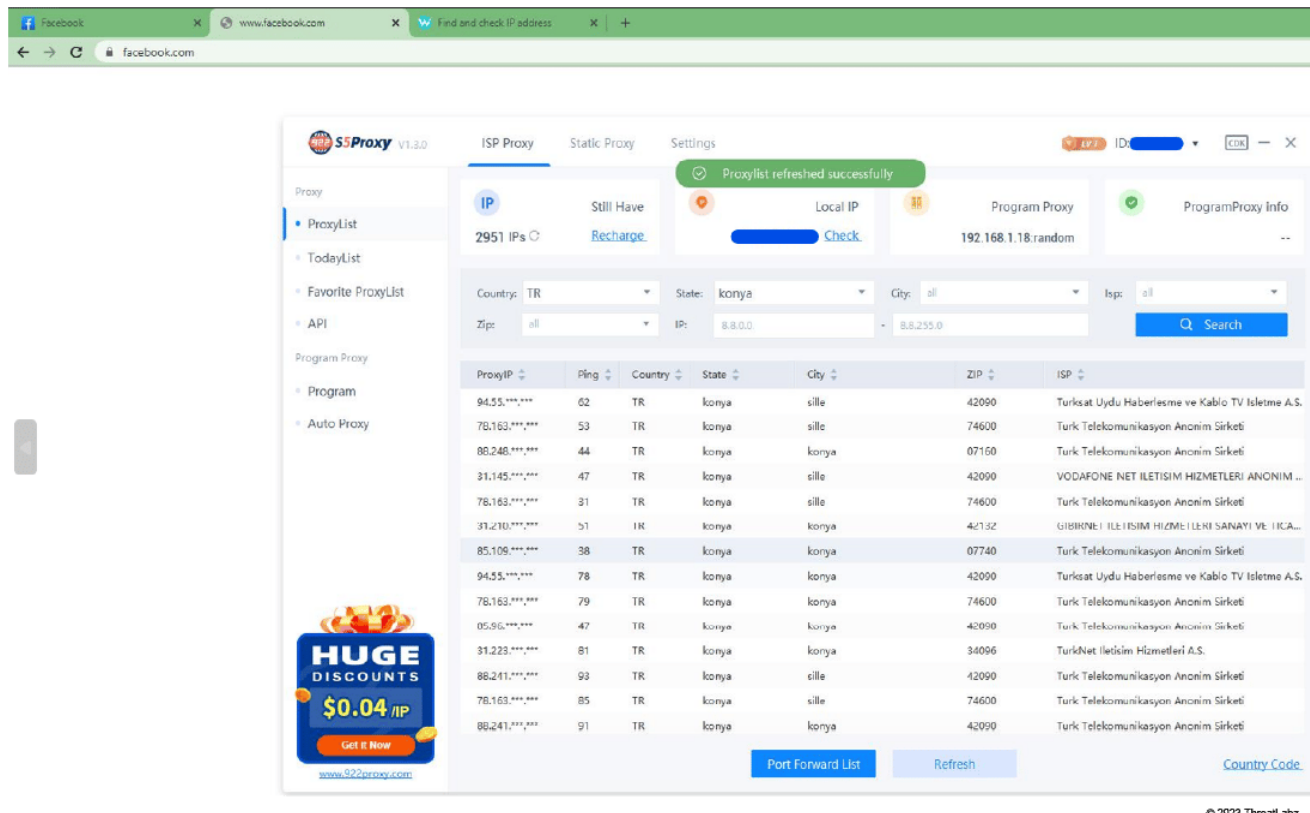 Facebook www.facebook.com Find and check IP address
facebook.com
922 S5Proxy V1.3.0 ISP Proxy Static Proxy Settings ID: CDK
Proxylist refreshed successfully
Proxy
ProxyList
TodayList
Favorite ProxyList
API
Program Proxy
Program
Auto Proxy
IP Still Have Local IP Program Proxy ProgramProxy info
2951 IPs Recharge Check 192.168.1.18:random --
Country: TR State: konya City: all Isp: all
Zip: all IP: 8.8.0.0 - 8.8.255.0 Search
ProxyIP Ping Country State City ZIP ISP
94.55.***.*** 62 TR konya sille 42090 Turksat Uydu Haberlesme ve Kablo TV Isletme A.S.
78.163.***.*** 53 TR konya sille 74600 Turk Telekomunikasyon Anonim Sirketi
88.248.***.*** 44 TR konya konya 07160 Turk Telekomunikasyon Anonim Sirketi
31.145.***.*** 47 TR konya sille 42090 VODAFONE NET ILETISIM HIZMETLERI ANONIM ...
78.163.***.*** 31 TR konya sille 74600 Turk Telekomunikasyon Anonim Sirketi
31.210.***.*** 51 TR konya konya 42132 GIBIRNET ILETISIM HIZMETLERI SANAYI VE TICA...
85.109.***.*** 38 TR konya konya 07740 Turk Telekomunikasyon Anonim Sirketi
94.55.***.*** 78 TR konya konya 42090 Turksat Uydu Haberlesme ve Kablo TV Isletme A.S.
78.163.***.*** 79 TR konya konya 74600 Turk Telekomunikasyon Anonim Sirketi
47 TR konya konya 42090 Turk Telekomunikasyon Anonim Sirketi
31.223.***.*** 81 TR konya konya 34096 TurkNet Iletisim Hizmetleri A.S.
88.241.***.*** 93 TR konya sille 42090 Turk Telekomunikasyon Anonim Sirketi
78.163.***.*** 85 TR konya sille 74600 Turk Telekomunikasyon Anonim Sirketi
88.241.***.*** 91 TR konya konya 42090 Turk Telekomunikasyon Anonim Sirketi
HUGE
DISCOUNTS
$0.04 /IP
Get It Now
www.922proxy.com
Port Forward List Refresh Country Code
© 2023 ThreatLabz